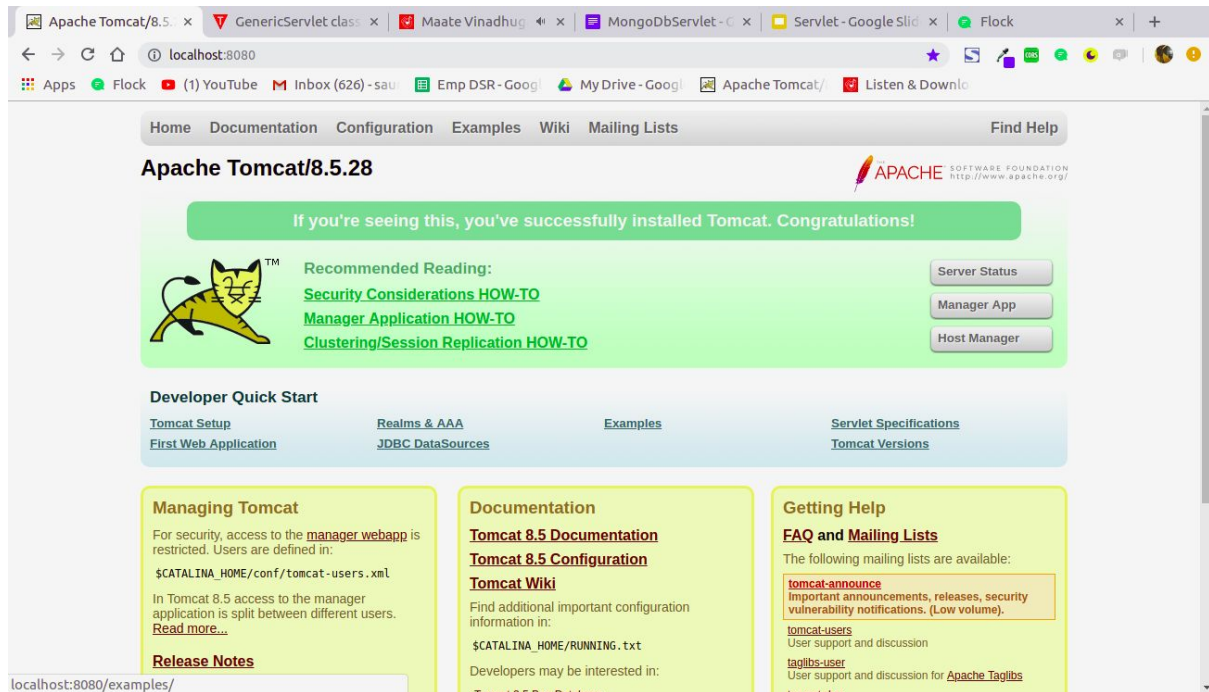 Apache Tomcat/8.5. GenericServlet class Maate Vinadhug MongoDbServlet - G Servlet - Google Slid Flock
localhost:8080
Apps Flock (1) YouTube Inbox (626) - sau Emp DSR - Googl My Drive - Googl Apache Tomcat/ Listen & Downlo
Home Documentation Configuration Examples Wiki Mailing Lists Find Help
Apache Tomcat/8.5.28
THE APACHE SOFTWARE FOUNDATION
http://www.apache.org/
If you're seeing this, you've successfully installed Tomcat. Congratulations!
TM
Recommended Reading:
Security Considerations HOW-TO
Manager Application HOW-TO
Clustering/Session Replication HOW-TO
Server Status
Manager App
Host Manager
Developer Quick Start
Tomcat Setup Realms & AAA Examples Servlet Specifications
First Web Application JDBC DataSources Tomcat Versions
Managing Tomcat
For security, access to the manager webapp is
restricted. Users are defined in:
$CATALINA_HOME/conf/tomcat-users.xml
In Tomcat 8.5 access to the manager
application is split between different users.
Read more...
Release Notes
Documentation
Tomcat 8.5 Documentation
Tomcat 8.5 Configuration
Tomcat Wiki
Find additional important configuration
information in:
$CATALINA_HOME/RUNNING.txt
Developers may be interested in:
Getting Help
FAQ and Mailing Lists
The following mailing lists are available:
tomcat-announce
Important announcements, releases, security
vulnerability notifications. (Low volume).
tomcat-users
User support and discussion
taglibs-user
User support and discussion for Apache Taglibs
localhost:8080/examples/